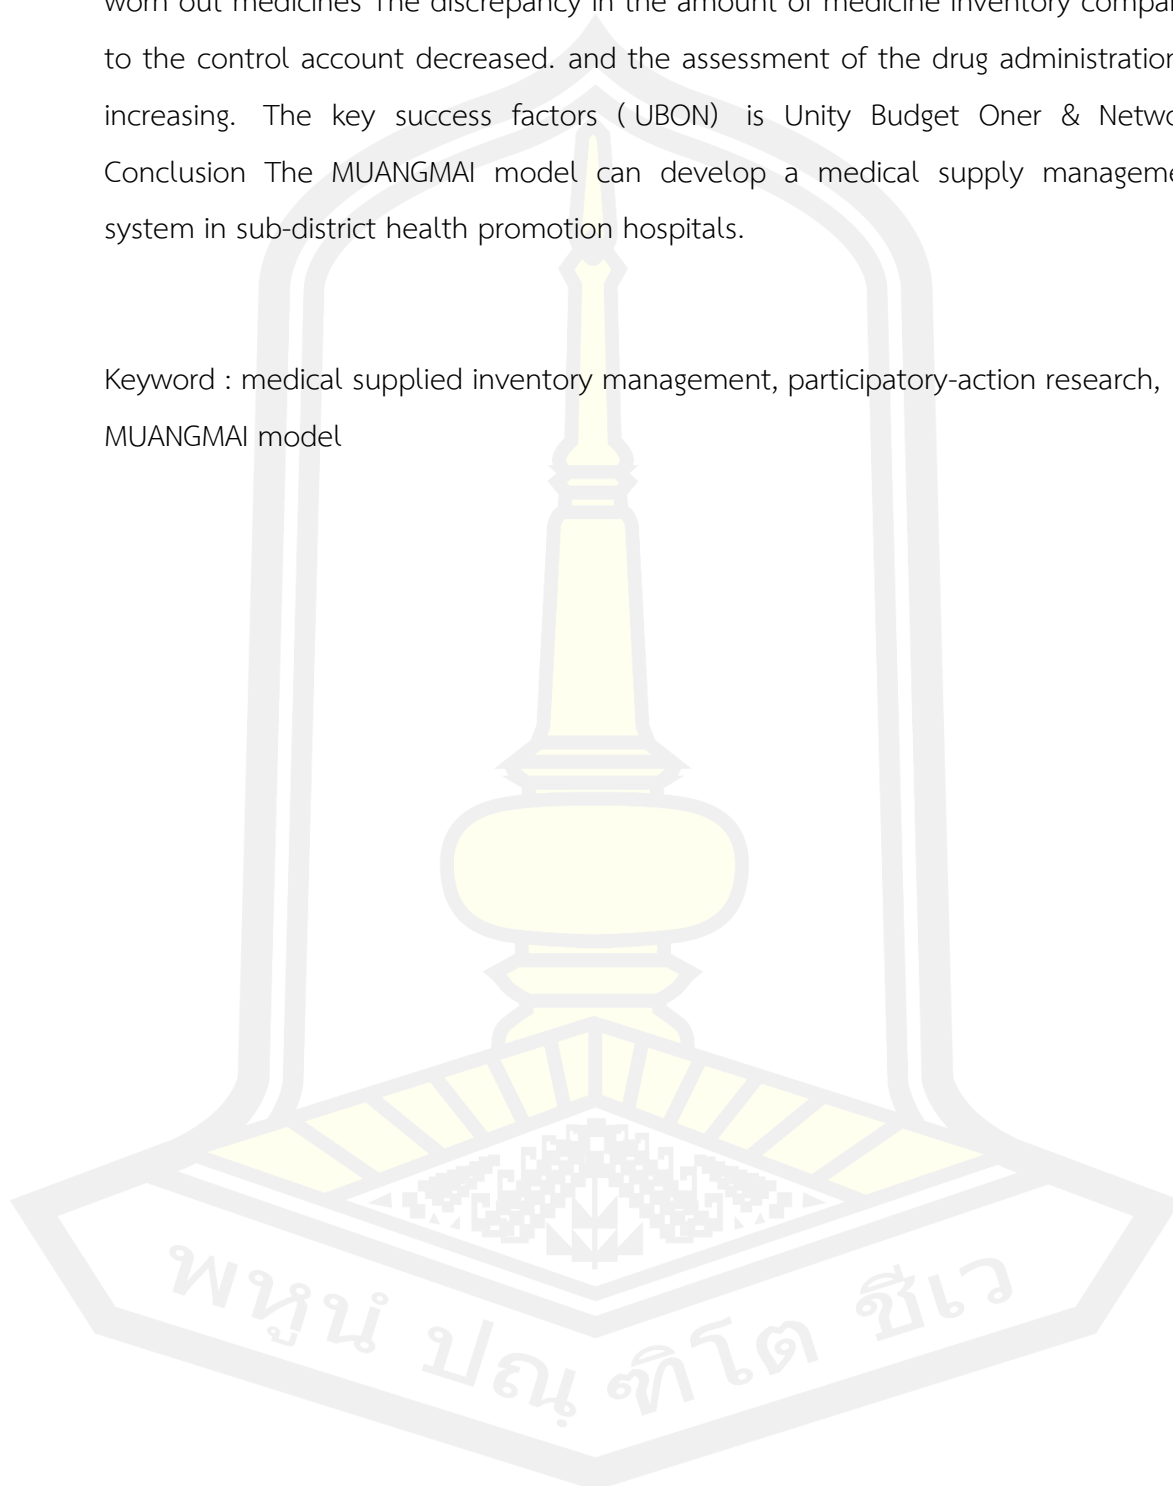 worn out medicines The discrepancy in the amount of medicine inventory compar
to the control account decreased. and the assessment of the drug administration
increasing. The key success factors ( UBON) is Unity Budget Oner & Netwo
Conclusion The MUANGMAI model can develop a medical supply manageme
system in sub-district health promotion hospitals.
Keyword : medical supplied inventory management, participatory-action research,
MUANGMAI model
พหูนํ ปณฺฑิโต ชีเว